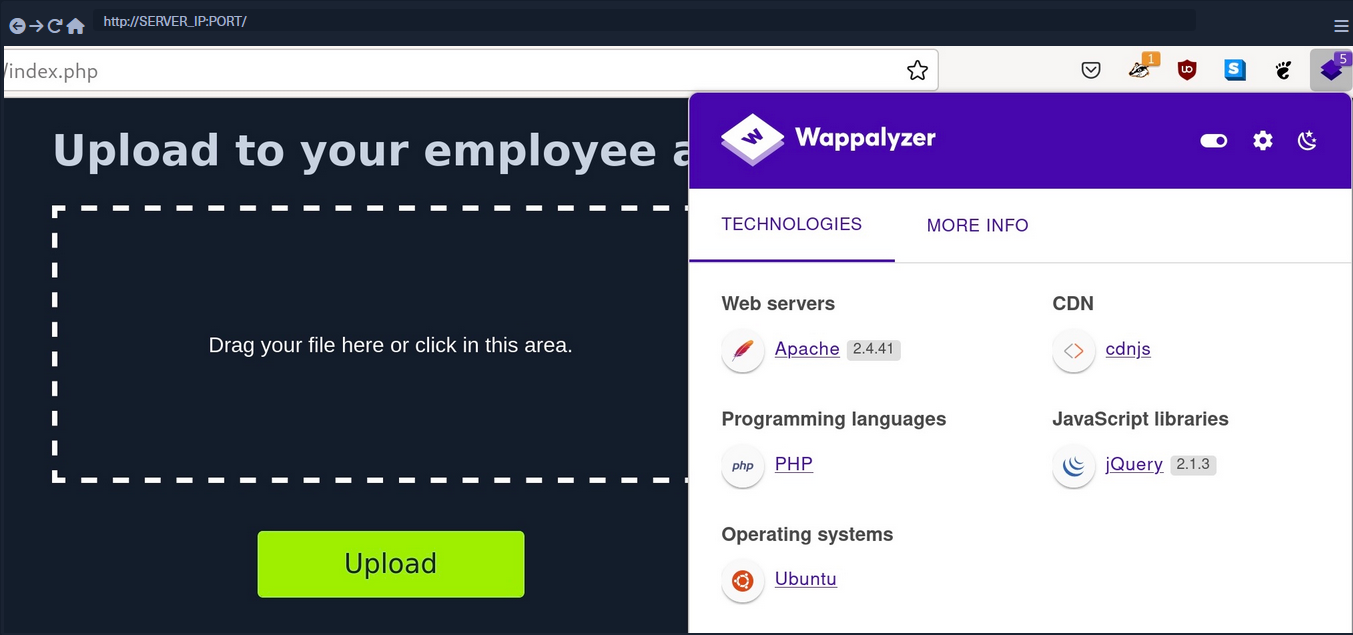 http://SERVER_IP:PORT/
/index.php
1
5
Upload to your employee a
Drag your file here or click in this area.
Upload
Wappalyzer
TECHNOLOGIES
MORE INFO
Web servers
Apache 2.4.41
CDN
cdnjs
Programming languages
php PHP
JavaScript libraries
jQuery 2.1.3
Operating systems
Ubuntu